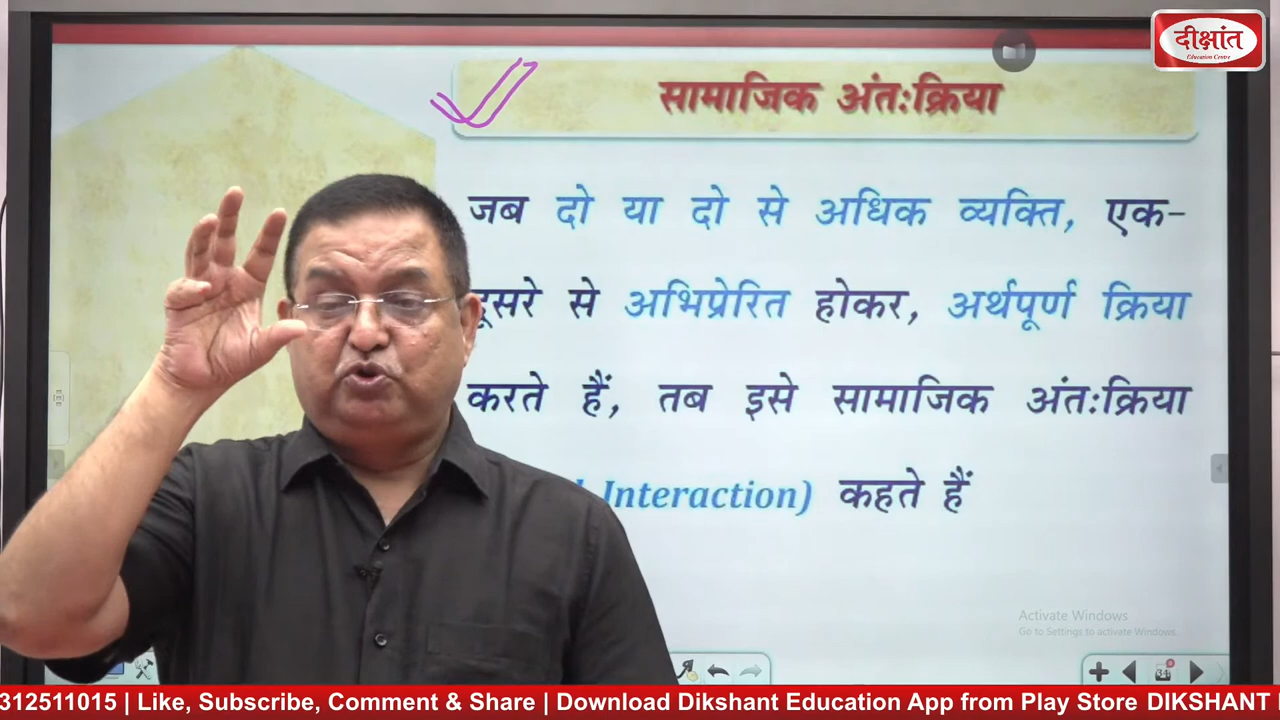 दीक्षांत
Education Centre
सामाजिक अंतःक्रिया
जब दो या दो से अधिक व्यक्ति, एक-
दूसरे से अभिप्रेरित होकर, अर्थपूर्ण क्रिया
करते हैं, तब इसे सामाजिक अंतःक्रिया
Interaction) कहते हैं
Activate Windows
Go to Settings to activate Windows.
312511015 | Like, Subscribe, Comment & Share | Download Dikshant Education App from Play Store DIKSHANT